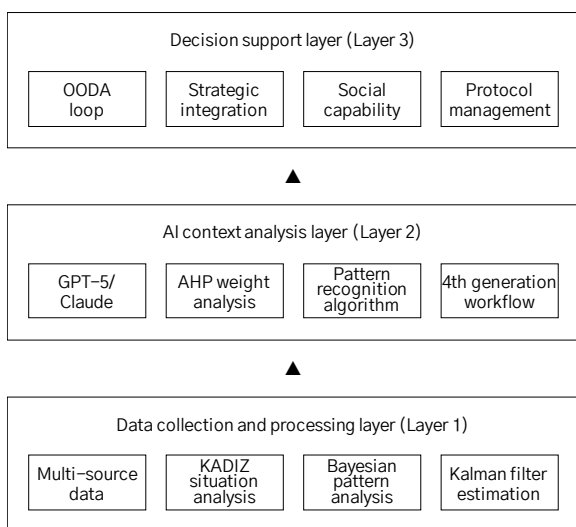 Decision support layer (Layer 3)
OODA
loop
Strategic
integration
Social
capability
Protocol
management
▲
AI context analysis layer (Layer 2)
GPT-5/
Claude
AHP weight
analysis
Pattern
recognition
algorithm
4th generation
workflow
▲
Data collection and processing layer (Layer 1)
Multi-source
data
KADIZ
situation
analysis
Bayesian
pattern
analysis
Kalman filter
estimation